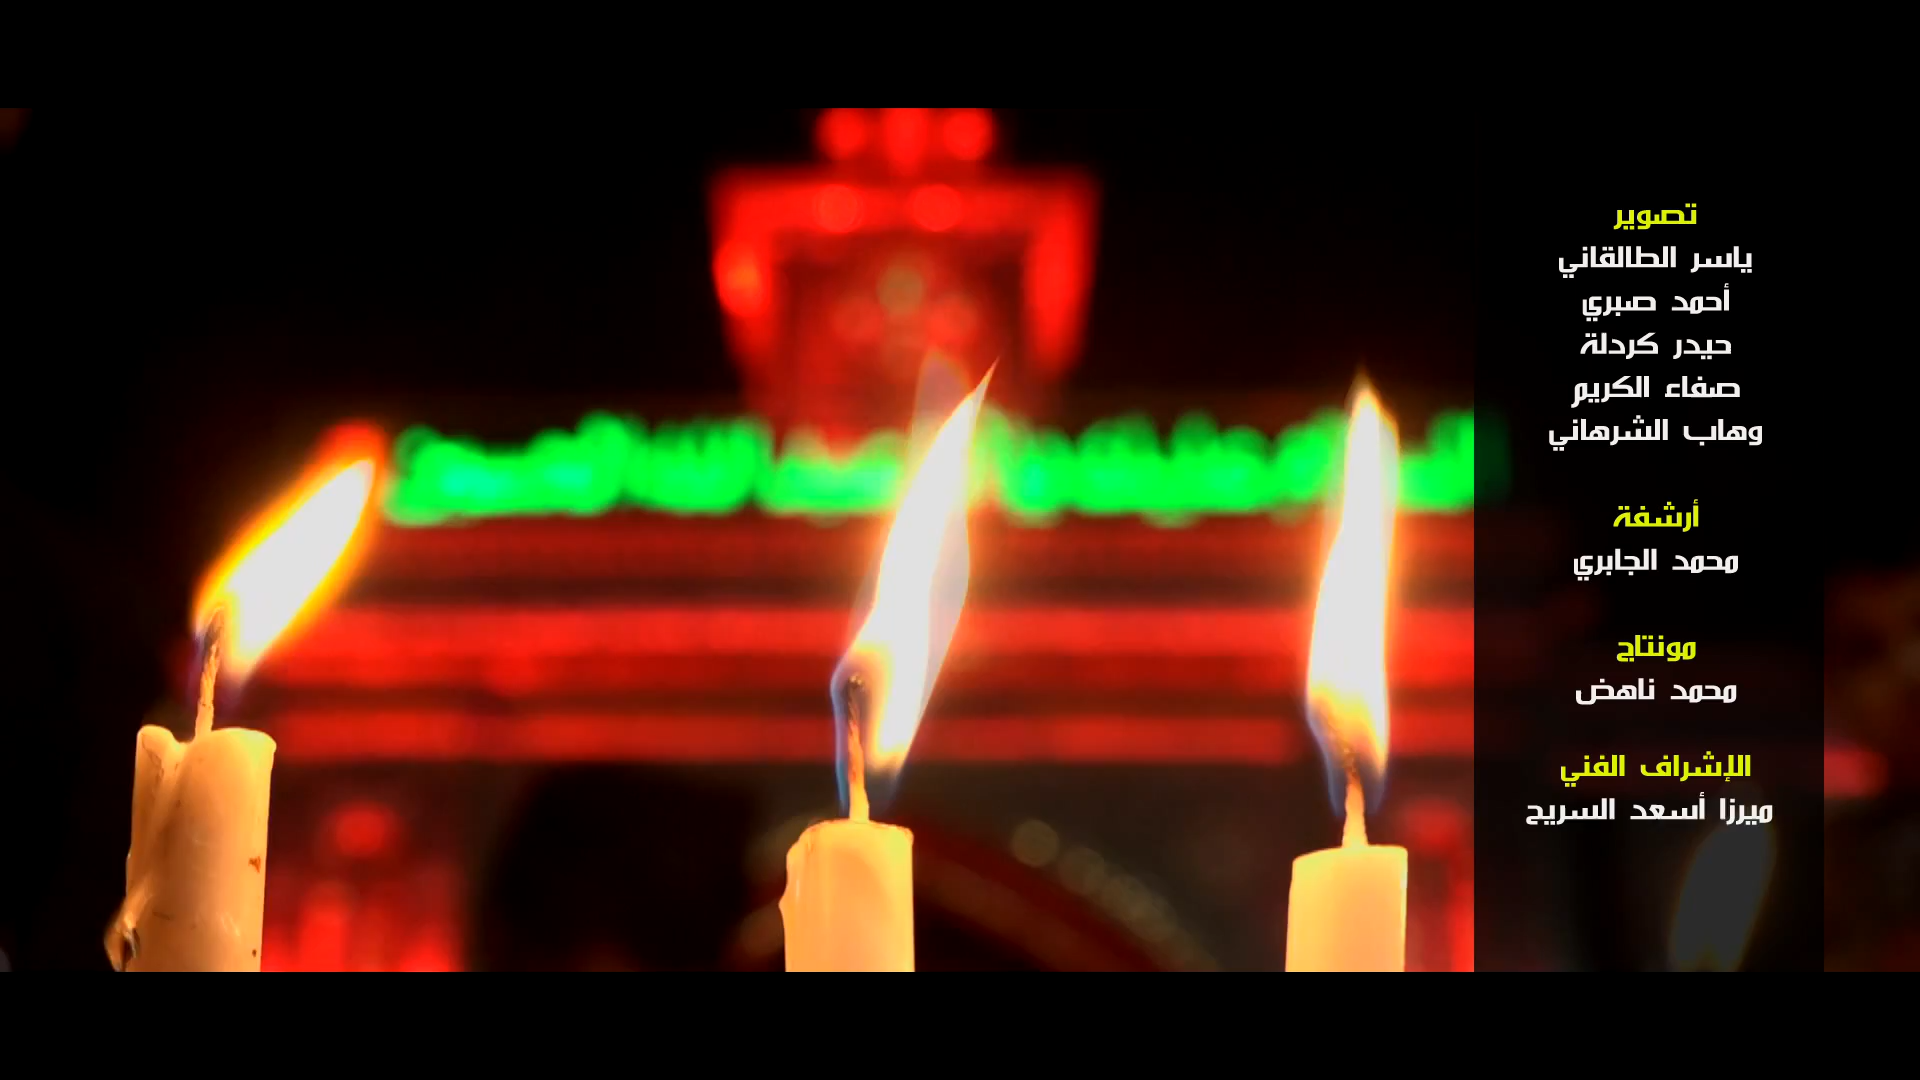 تصوير
ياسر الطالقاني
أحمد صبري
حيدر كردلة
صفاء الكريم
وهاب الشرهاني
أرشفة
محمد الجابري
مونتاج
محمد ناهض
الإشراف الفني
ميرزا أسعد السريح